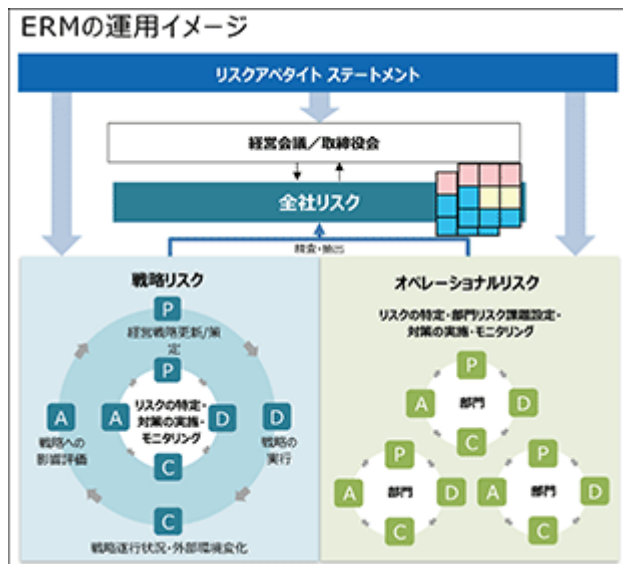 ERMの運用イメージ
リスクアペタイト ステートメント
経営会議／取締役会
全社リスク
精査・抽出
戦略リスク
P
経営戦略更新/策
定
P
A
リスクの特定・
対策の実施・
モニタリング
D
C
A
戦略への
影響評価
D
戦略の
実行
C
戦略遂行状況・外部環境変化
オペレーショナルリスク
リスクの特定・部門リスク課題設定・
対策の実施・モニタリング
P
A
部門
D
C
P
A
部門
D
C
P
A
部門
D
C